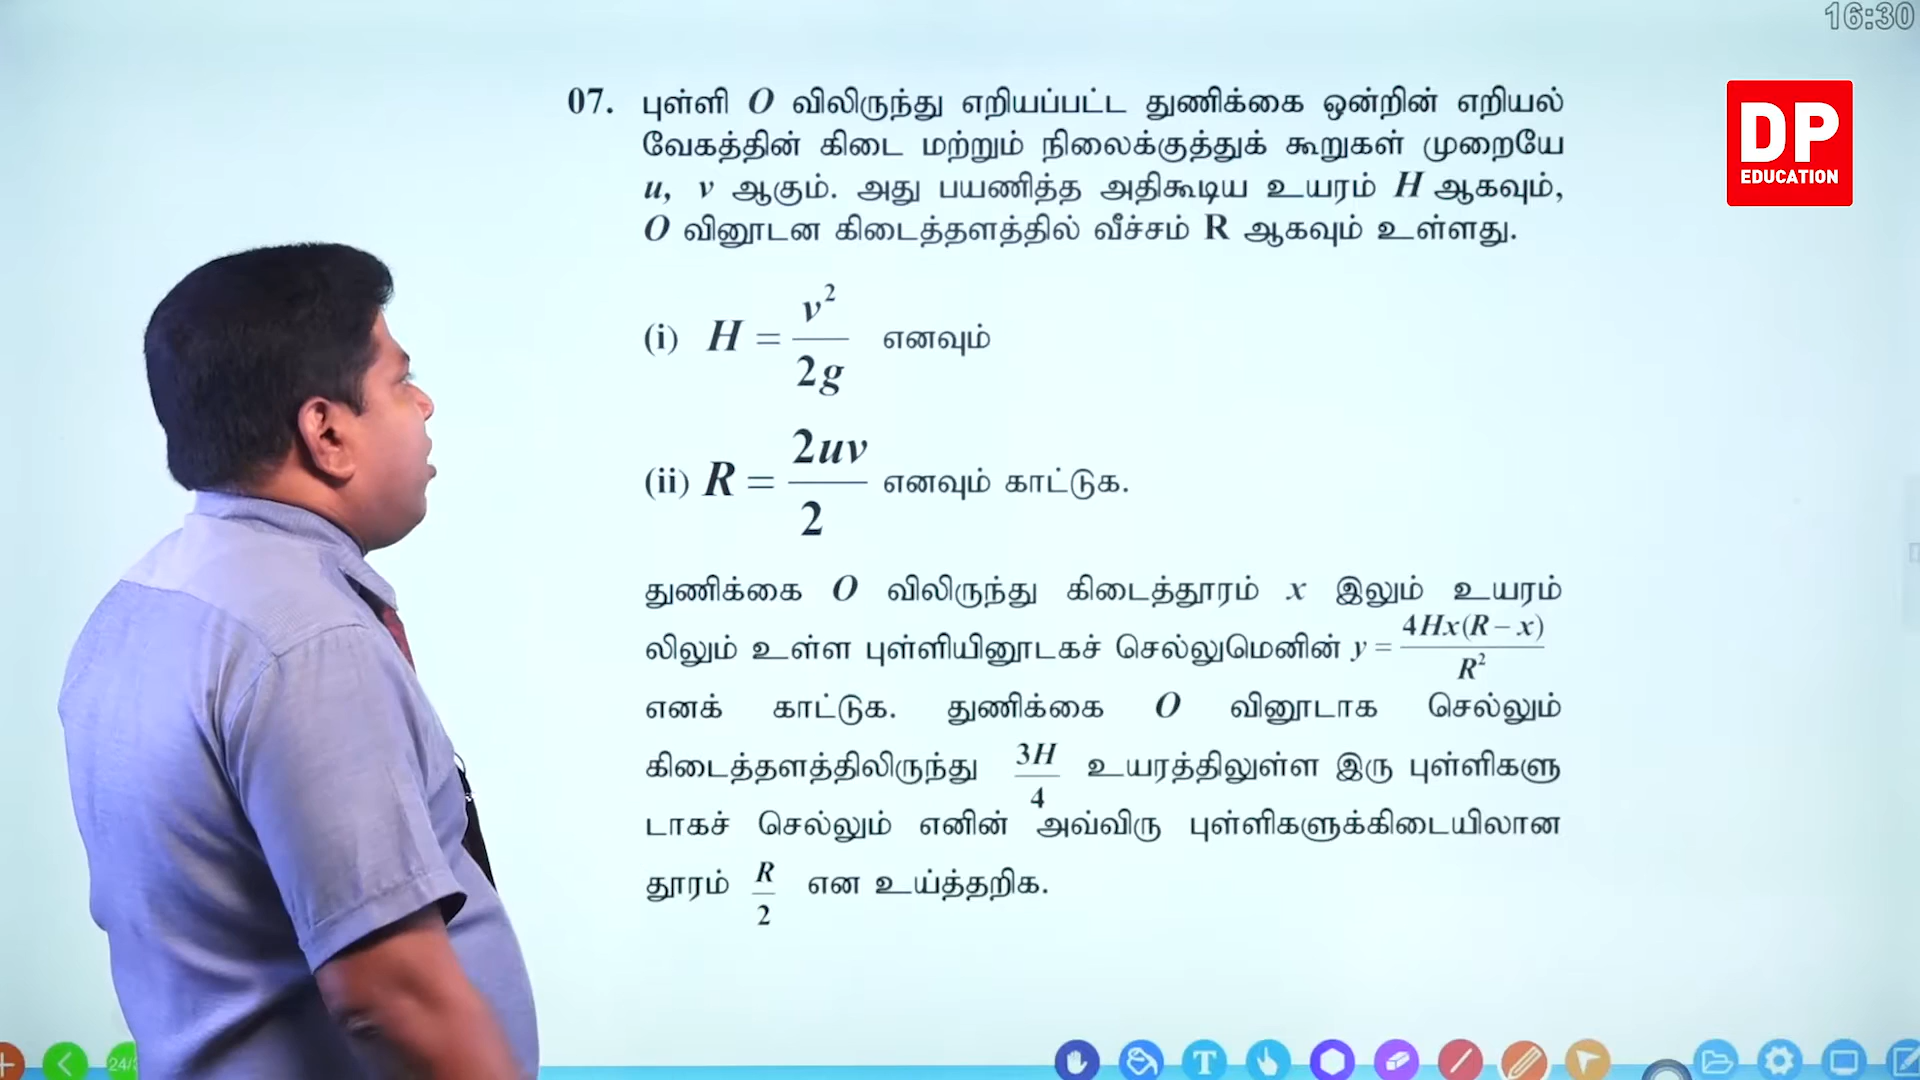 16:30
DP
EDUCATION
07. புள்ளி O விலிருந்து எறியப்பட்ட துணிக்கை ஒன்றின் எறியல்
வேகத்தின் கிடை மற்றும் நிலைக்குத்துக் கூறுகள் முறையே
u, v ஆகும். அது பயணித்த அதிகூடிய உயரம் H ஆகவும்,
O வினூடன கிடைத்தளத்தில் வீச்சம் R ஆகவும் உள்ளது.
(i) H = v²/2g எனவும்
(ii) R = 2uv/2 எனவும் காட்டுக.
துணிக்கை O விலிருந்து கிடைத்தூரம் x இலும் உயரம்
லிலும் உள்ள புள்ளியினூடகச் செல்லுமெனின் y = 4Hx(R – x)/R²
எனக் காட்டுக. துணிக்கை O வினூடாக செல்லும்
கிடைத்தளத்திலிருந்து 3H/4 உயரத்திலுள்ள இரு புள்ளிகளு
டாகச் செல்லும் எனின் அவ்விரு புள்ளிகளுக்கிடையிலான
தூரம் R/2 என உய்த்தறிக.